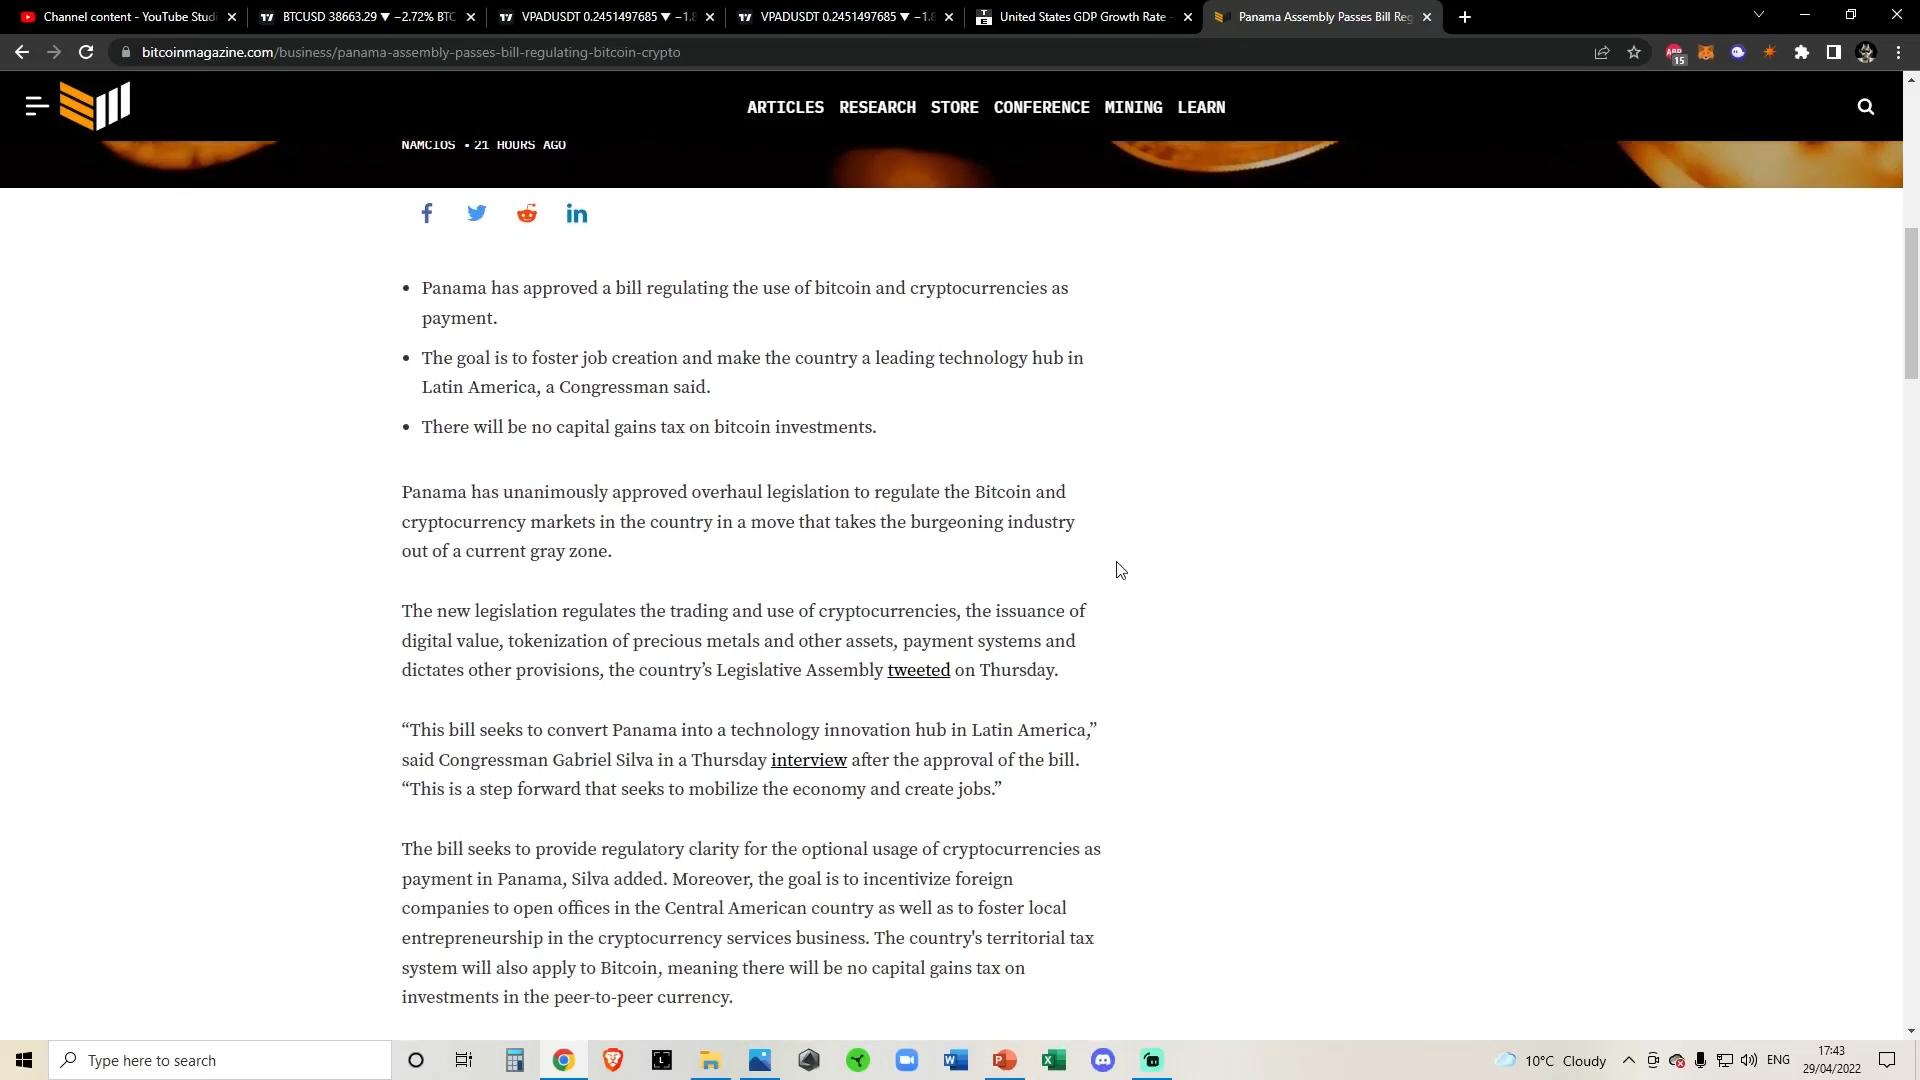 Channel content - YouTube Studi
BTCUSD 38663.29 ▼ −2.72% BTC
VPADUSDT 0.2451497685 ▼ −1.8
VPADUSDT 0.2451497685 ▼ −1.8
United States GDP Growth Rate -
Panama Assembly Passes Bill Reg
bitcoinmagazine.com/business/panama-assembly-passes-bill-regulating-bitcoin-crypto
15
ARTICLES RESEARCH STORE CONFERENCE MINING LEARN
NAMCIOS • 21 HOURS AGO
• Panama has approved a bill regulating the use of bitcoin and cryptocurrencies as
payment.
• The goal is to foster job creation and make the country a leading technology hub in
Latin America, a Congressman said.
• There will be no capital gains tax on bitcoin investments.
Panama has unanimously approved overhaul legislation to regulate the Bitcoin and
cryptocurrency markets in the country in a move that takes the burgeoning industry
out of a current gray zone.
The new legislation regulates the trading and use of cryptocurrencies, the issuance of
digital value, tokenization of precious metals and other assets, payment systems and
dictates other provisions, the country’s Legislative Assembly tweeted on Thursday.
“This bill seeks to convert Panama into a technology innovation hub in Latin America,”
said Congressman Gabriel Silva in a Thursday interview after the approval of the bill.
“This is a step forward that seeks to mobilize the economy and create jobs.”
The bill seeks to provide regulatory clarity for the optional usage of cryptocurrencies as
payment in Panama, Silva added. Moreover, the goal is to incentivize foreign
companies to open offices in the Central American country as well as to foster local
entrepreneurship in the cryptocurrency services business. The country's territorial tax
system will also apply to Bitcoin, meaning there will be no capital gains tax on
investments in the peer-to-peer currency.
Type here to search
10°C Cloudy
ENG
17:43
29/04/2022